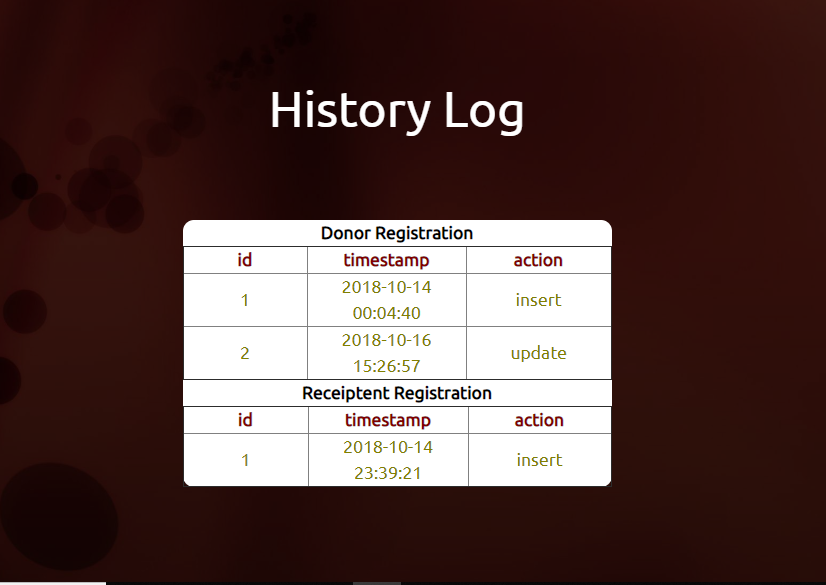 History Log
Donor Registration
id timestamp action
1 2018-10-14 00:04:40 insert
2 2018-10-16 15:26:57 update
Receiptent Registration
id timestamp action
1 2018-10-14 23:39:21 insert